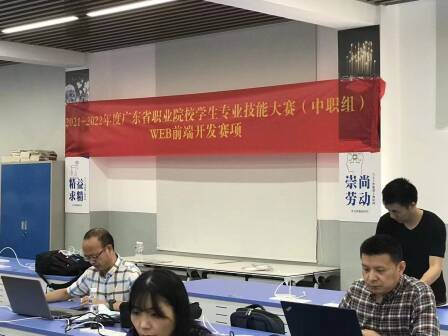 2021-2022年度广东省职业院校学生专业技能大赛（中职组）
WEB前端开发赛项
精益
求精
崇尚
劳动